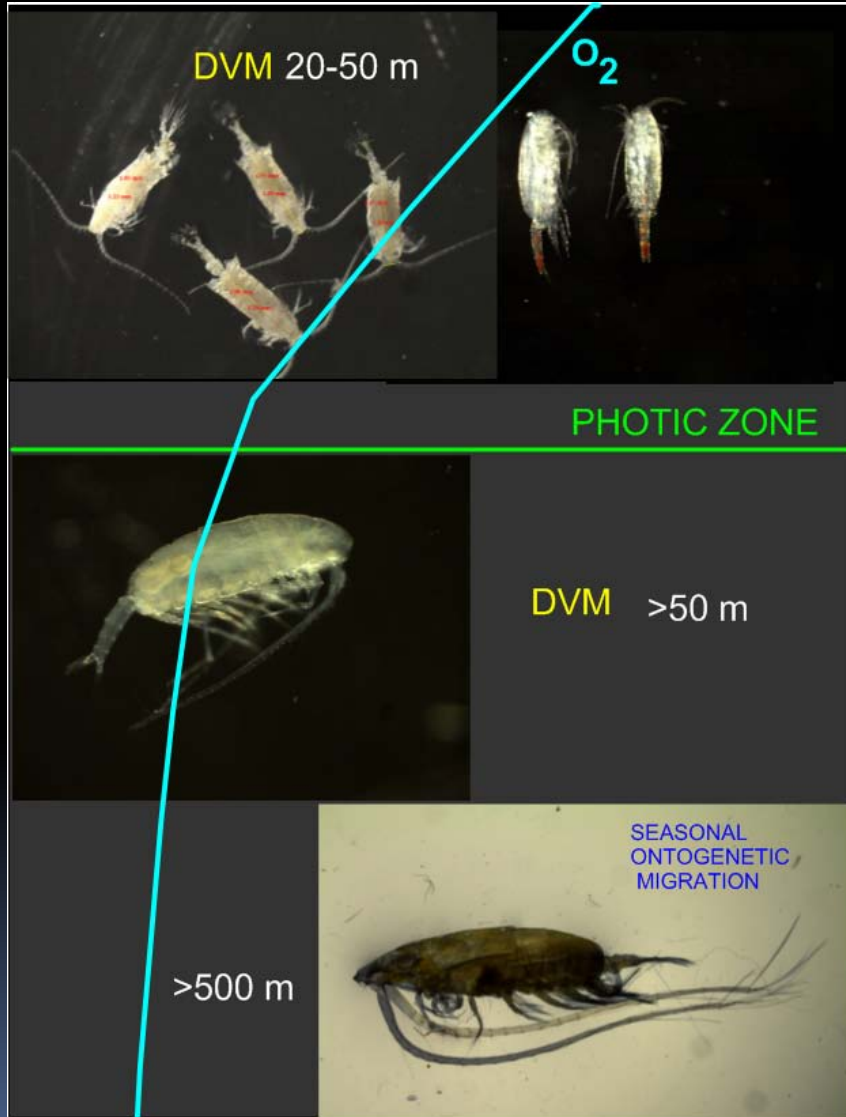 DVM 20-50 m
O2
PHOTIC ZONE
DVM >50 m
SEASONAL
ONTOGENETIC
MIGRATION
>500 m